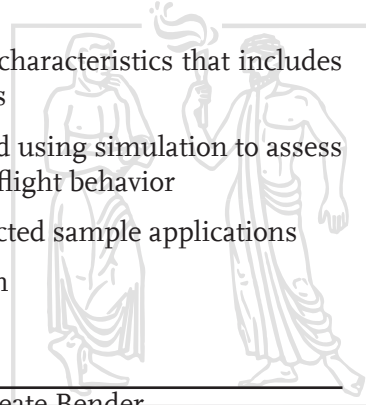 characteristics that includes
s
d using simulation to assess
flight behavior
cted sample applications
n
eate Bender